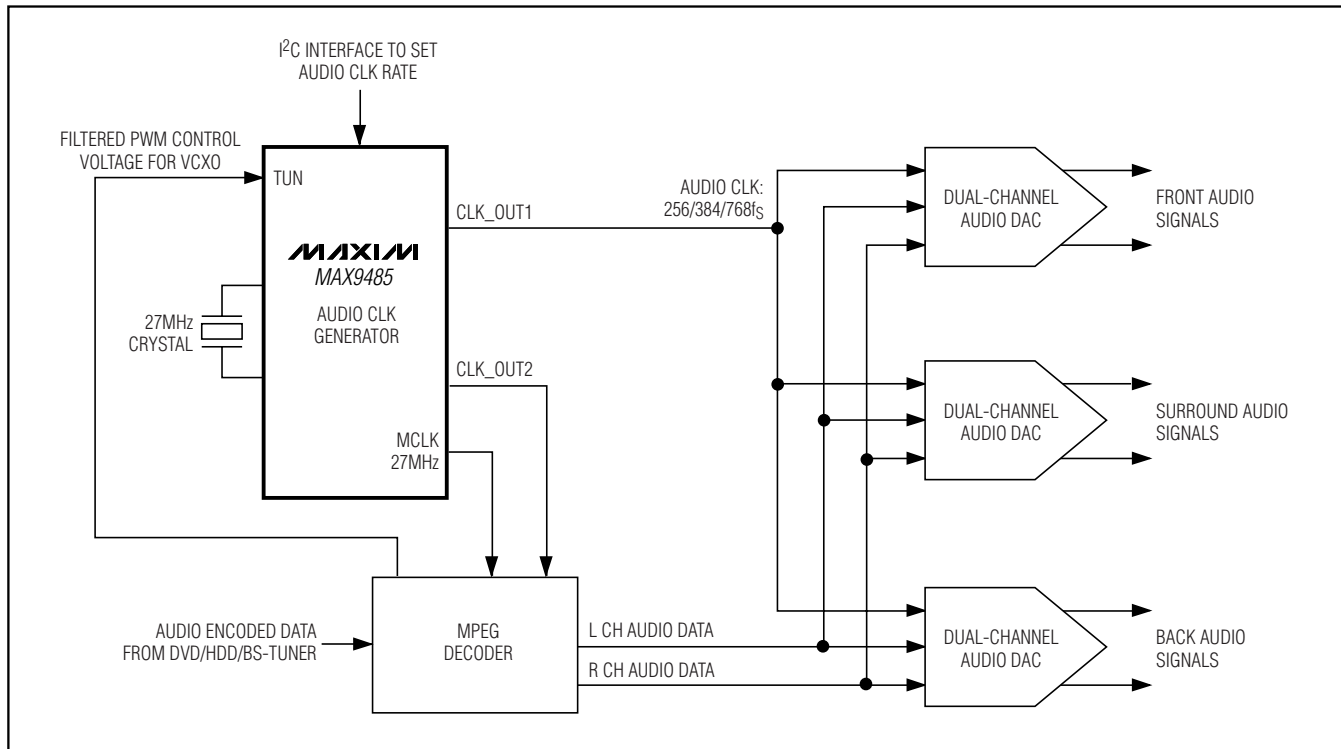 I²C INTERFACE TO SET
AUDIO CLK RATE
FILTERED PWM CONTROL
VOLTAGE FOR VCXO
TUN
CLK_OUT1
AUDIO CLK:
256/384/768fS
MAXIM
MAX9485
AUDIO CLK
GENERATOR
27MHz
CRYSTAL
CLK_OUT2
MCLK
27MHz
AUDIO ENCODED DATA
FROM DVD/HDD/BS-TUNER
MPEG
DECODER
L CH AUDIO DATA
R CH AUDIO DATA
DUAL-CHANNEL
AUDIO DAC
FRONT AUDIO
SIGNALS
DUAL-CHANNEL
AUDIO DAC
SURROUND AUDIO
SIGNALS
DUAL-CHANNEL
AUDIO DAC
BACK AUDIO
SIGNALS